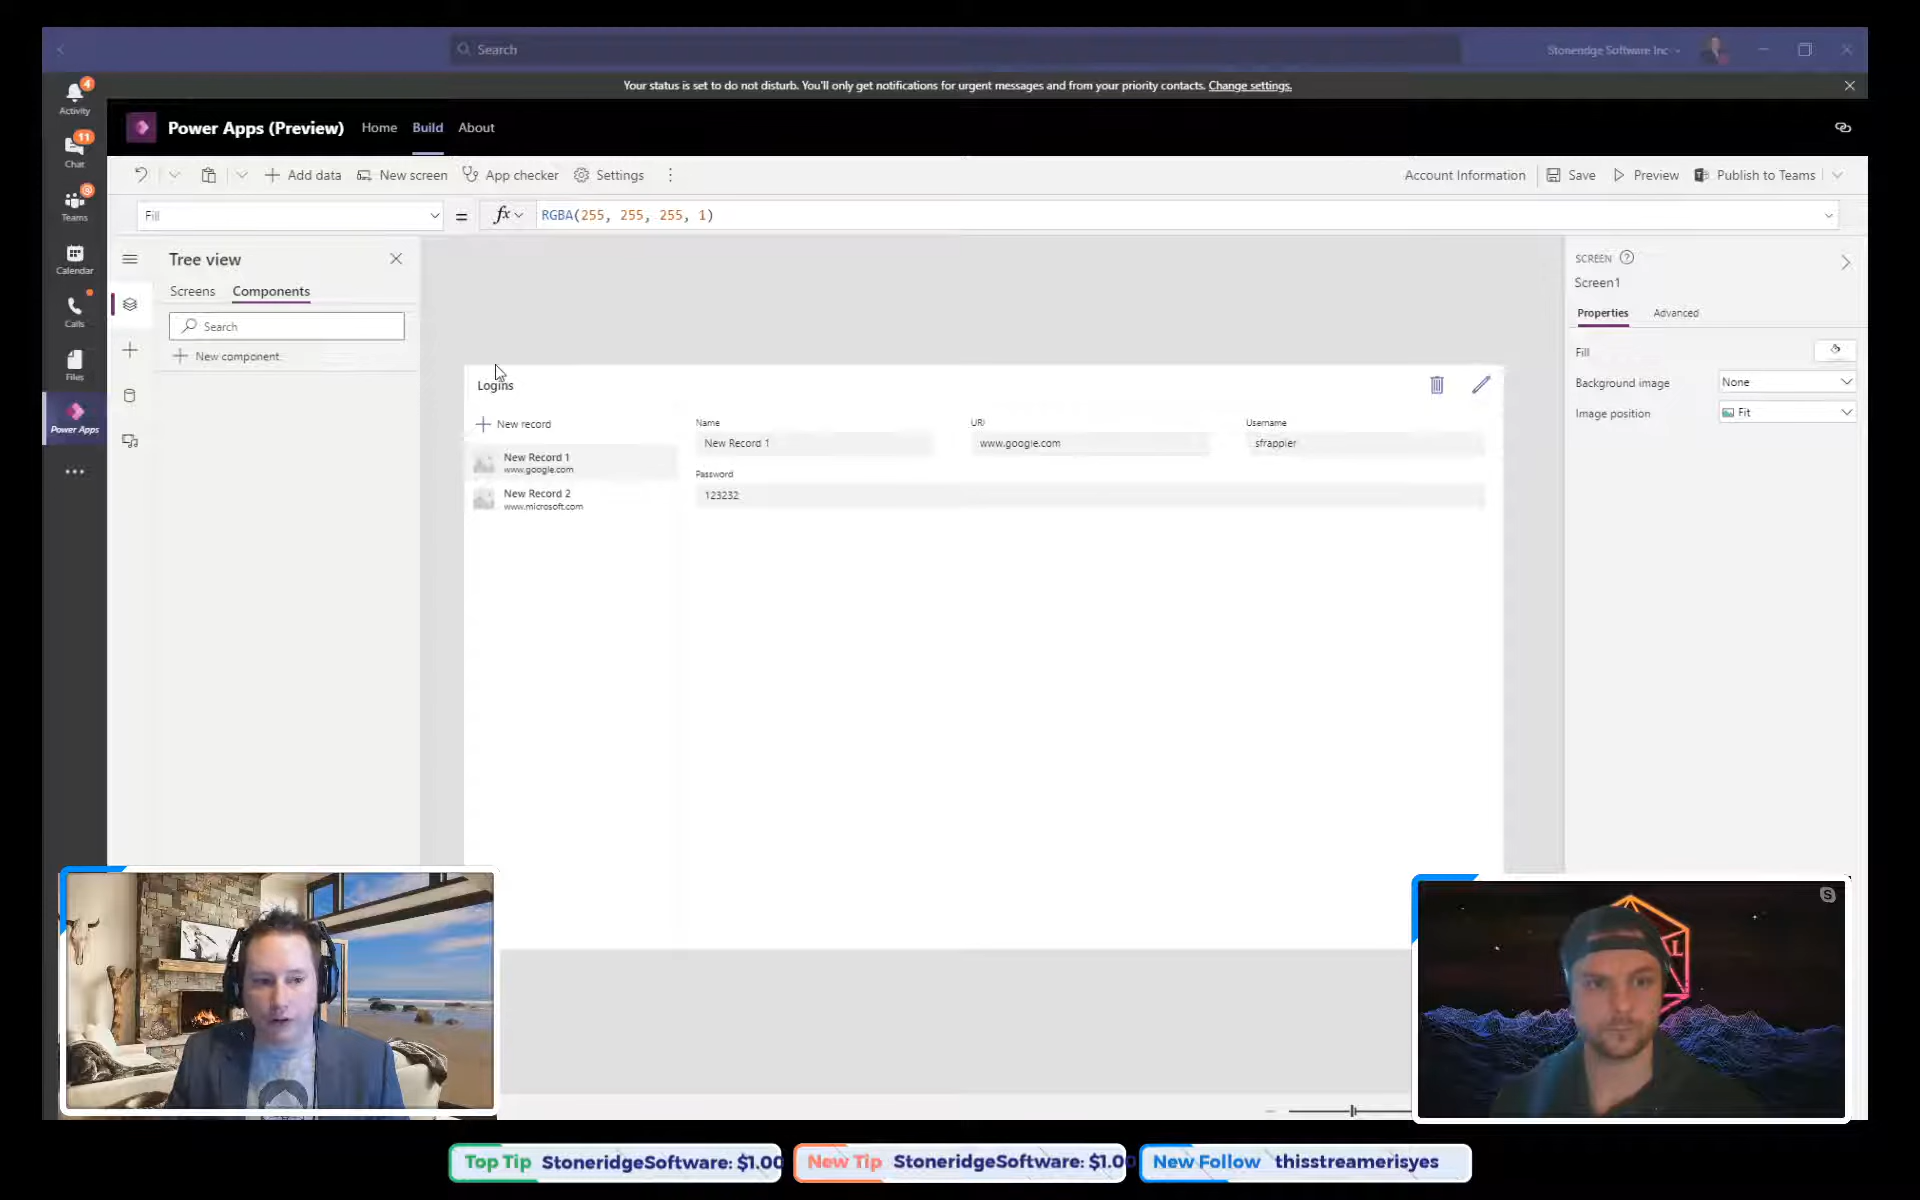 Search
Stoneridge Software Inc
Your status is set to do not disturb. You'll only get notifications for urgent messages and from your priority contacts. Change settings.
4
Activity
11
Chat
@
Teams
Calendar
Calls
Files
Power Apps
Power Apps (Preview)
Home
Build
About
Add data
New screen
App checker
Settings
Account Information
Save
Preview
Publish to Teams
Fill
=
fx
RGBA(255, 255, 255, 1)
Tree view
Screens
Components
Search
New component
Logins
New record
New Record 1
www.google.com
New Record 2
www.microsoft.com
Name
New Record 1
URI
www.google.com
Username
sfrappier
Password
123232
SCREEN
Screen1
Properties
Advanced
Fill
Background image
None
Image position
Fit
Top Tip StoneridgeSoftware: $1.00
New Tip StoneridgeSoftware: $1.00
New Follow thisstreamerisyes